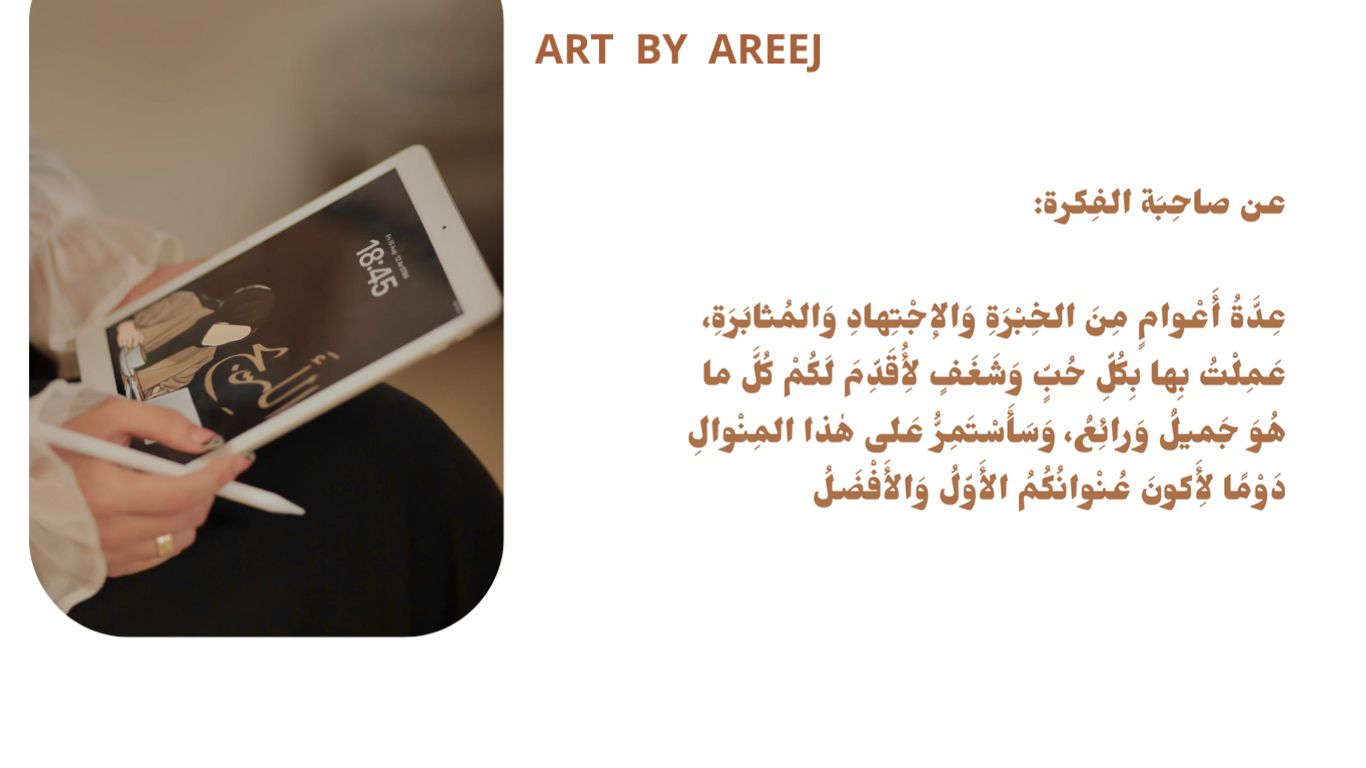 ART BY AREEJ
عن صاحِبَة الفِكرة:
عِدَّةُ أَعْوامٍ مِنَ الخِبْرَةِ وَالإِجْتِهادِ وَالمُثابَرَةِ،
عَمِلْتُ بِها بِكُلِّ حُبٍّ وَشَغَفٍ لِأُقَدِّمَ لَكُمْ كُلَّ ما
هُوَ جَميلٌ وَرائِعُ، وَسَأَسْتَمِرُّ عَلى هٰذا المِنْوالِ
دَوْمًا لِأَكونَ عُنْوانُكُمُ الأَوّلُ وَالأَفْضَلُ
18:45